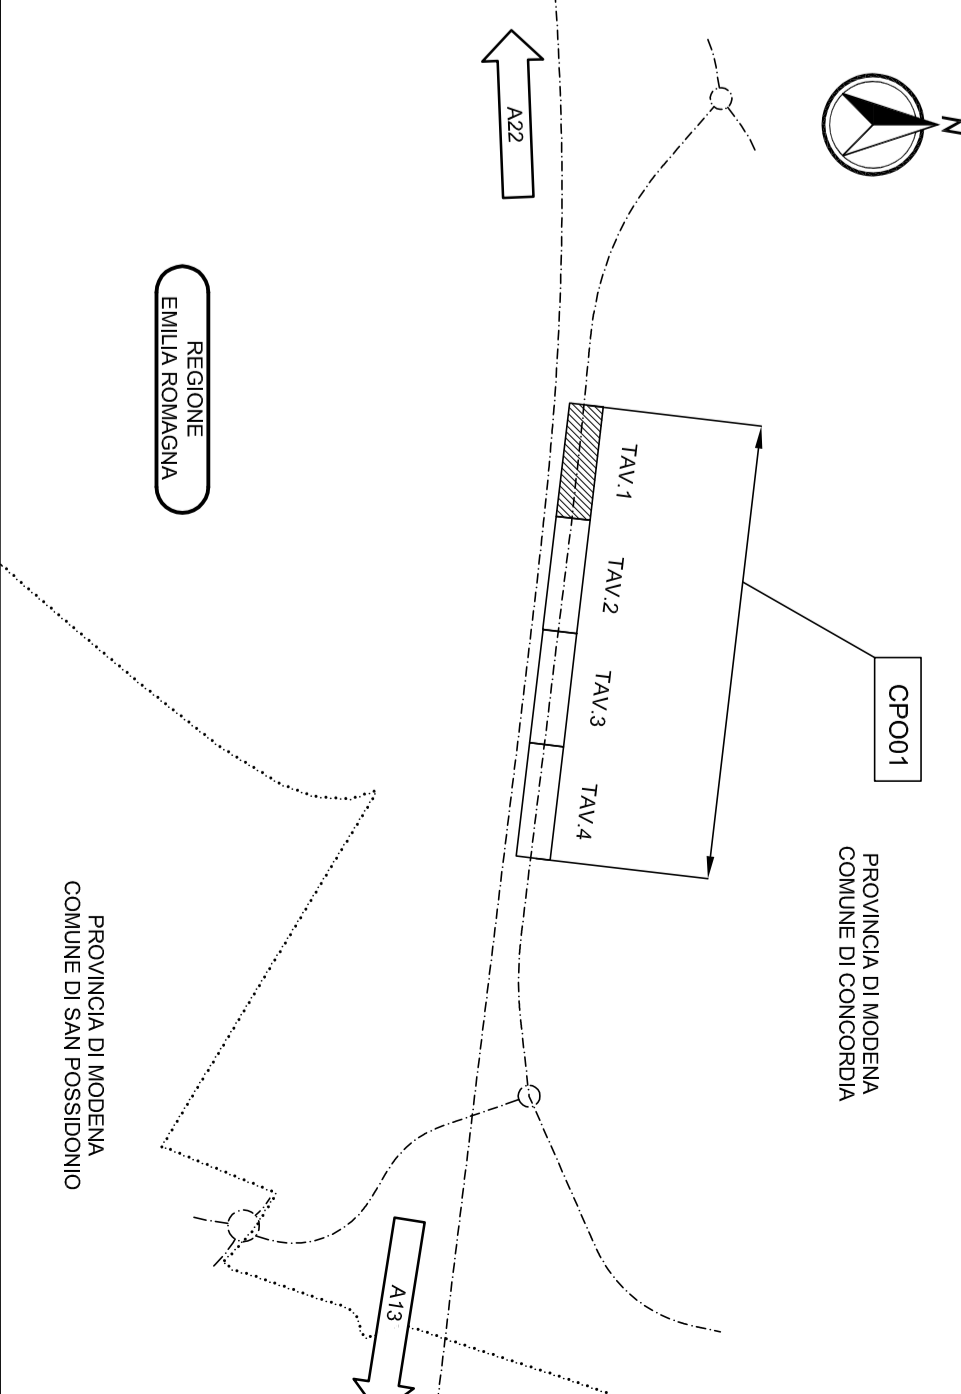 N
A22
REGIONE
EMILIA ROMAGNA
TAV.1
TAV.2
TAV.3
TAV.4
CPO01
PROVINCIA DI MODENA
COMUNE DI CONCORDIA
PROVINCIA DI MODENA
COMUNE DI SAN POSSIDONIO
A13